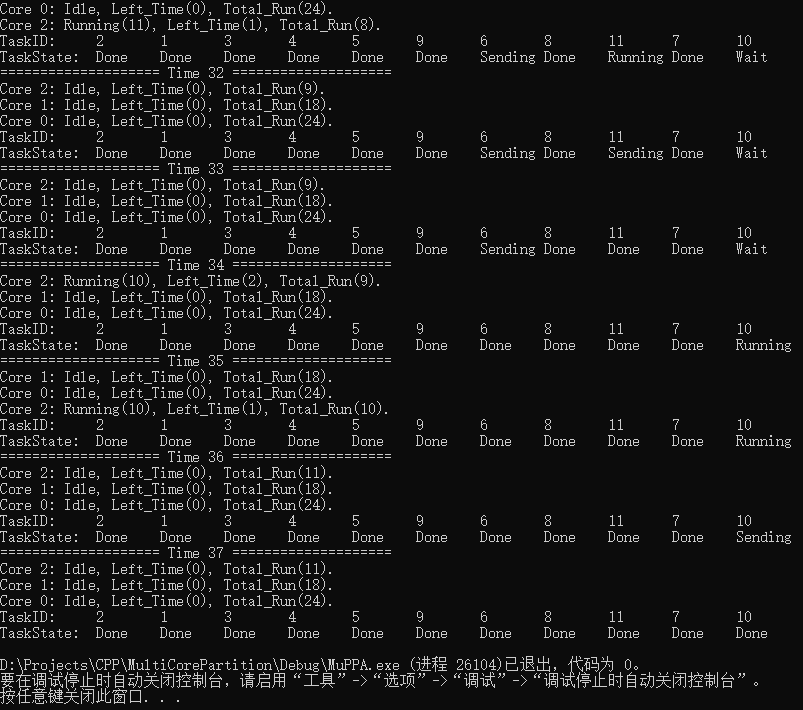 Core 0: Idle, Left_Time(0), Total_Run(24).
Core 2: Running(11), Left_Time(1), Total_Run(8).
TaskID:     2       1       3       4       5       9       6       8       11      7       10
TaskState:  Done    Done    Done    Done    Done    Done    Sending Done    Running Done    Wait
==================== Time 32 ====================
Core 2: Idle, Left_Time(0), Total_Run(9).
Core 1: Idle, Left_Time(0), Total_Run(18).
Core 0: Idle, Left_Time(0), Total_Run(24).
TaskID:     2       1       3       4       5       9       6       8       11      7       10
TaskState:  Done    Done    Done    Done    Done    Done    Sending Done    Sending Done    Wait
==================== Time 33 ====================
Core 2: Idle, Left_Time(0), Total_Run(9).
Core 1: Idle, Left_Time(0), Total_Run(18).
Core 0: Idle, Left_Time(0), Total_Run(24).
TaskID:     2       1       3       4       5       9       6       8       11      7       10
TaskState:  Done    Done    Done    Done    Done    Done    Sending Done    Done    Done    Wait
==================== Time 34 ====================
Core 2: Running(10), Left_Time(2), Total_Run(9).
Core 1: Idle, Left_Time(0), Total_Run(18).
Core 0: Idle, Left_Time(0), Total_Run(24).
TaskID:     2       1       3       4       5       9       6       8       11      7       10
TaskState:  Done    Done    Done    Done    Done    Done    Done    Done    Done    Done    Running
==================== Time 35 ====================
Core 1: Idle, Left_Time(0), Total_Run(18).
Core 0: Idle, Left_Time(0), Total_Run(24).
Core 2: Running(10), Left_Time(1), Total_Run(10).
TaskID:     2       1       3       4       5       9       6       8       11      7       10
TaskState:  Done    Done    Done    Done    Done    Done    Done    Done    Done    Done    Running
==================== Time 36 ====================
Core 2: Idle, Left_Time(0), Total_Run(11).
Core 1: Idle, Left_Time(0), Total_Run(18).
Core 0: Idle, Left_Time(0), Total_Run(24).
TaskID:     2       1       3       4       5       9       6       8       11      7       10
TaskState:  Done    Done    Done    Done    Done    Done    Done    Done    Done    Done    Sending
==================== Time 37 ====================
Core 2: Idle, Left_Time(0), Total_Run(11).
Core 1: Idle, Left_Time(0), Total_Run(18).
Core 0: Idle, Left_Time(0), Total_Run(24).
TaskID:     2       1       3       4       5       9       6       8       11      7       10
TaskState:  Done    Done    Done    Done    Done    Done    Done    Done    Done    Done    Done
D:\Projects\CPP\MultiCorePartition\Debug\MuPPA.exe (进程 26104)已退出，代码为 0。
要在调试停止时自动关闭控制台，请启用“工具”->“选项”->“调试”->“调试停止时自动关闭控制台”。
按任意键关闭此窗口. . .